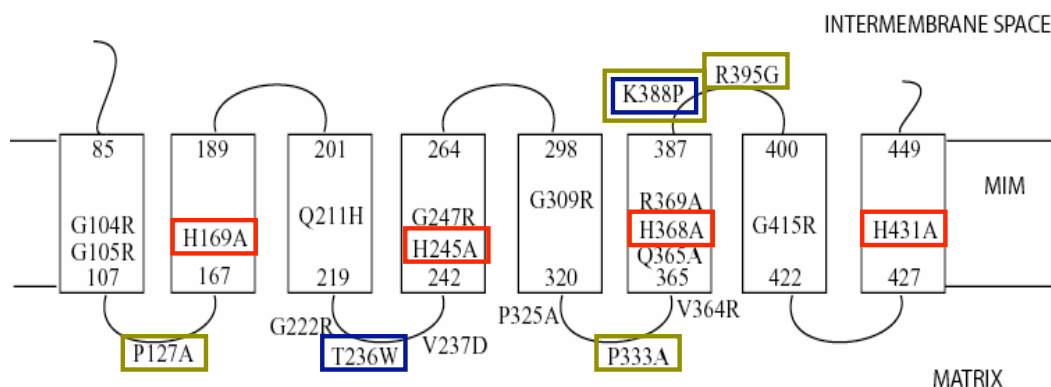 INTERMEMBRANE SPACE
R395G
K388P
85 189 201 264 298 387 400 449
MIM
G104R
G105R
H169A
Q211H
G247R
H245A
G309R
R369A
H368A
Q365A
G415R
H431A
107 167 219 242 320 365 422 427
P127A
G222R
T236W
V237D
P325A
P333A
V364R
MATRIX